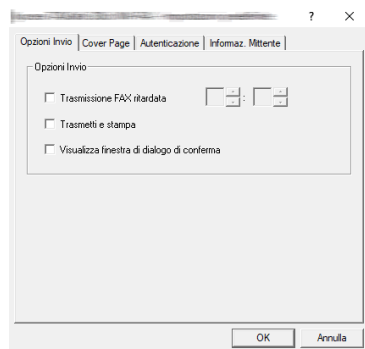 ?
Opzioni Invio Cover Page Autenticazione Informaz. Mittente
Opzioni Invio
Trasmissione FAX ritardata :
Trasmetti e stampa
Visualizza finestra di dialogo di conferma
OK Annulla